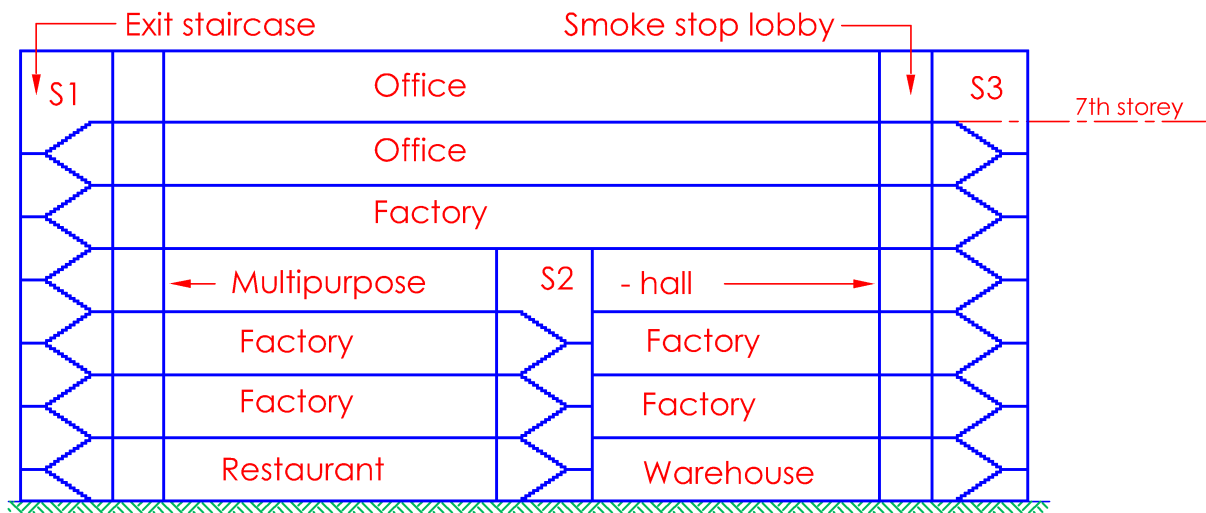 Exit staircase
Smoke stop lobby
S1
Office
S3
7th storey
Office
Factory
Multipurpose
S2
- hall
Factory
Factory
Factory
Factory
Restaurant
Warehouse